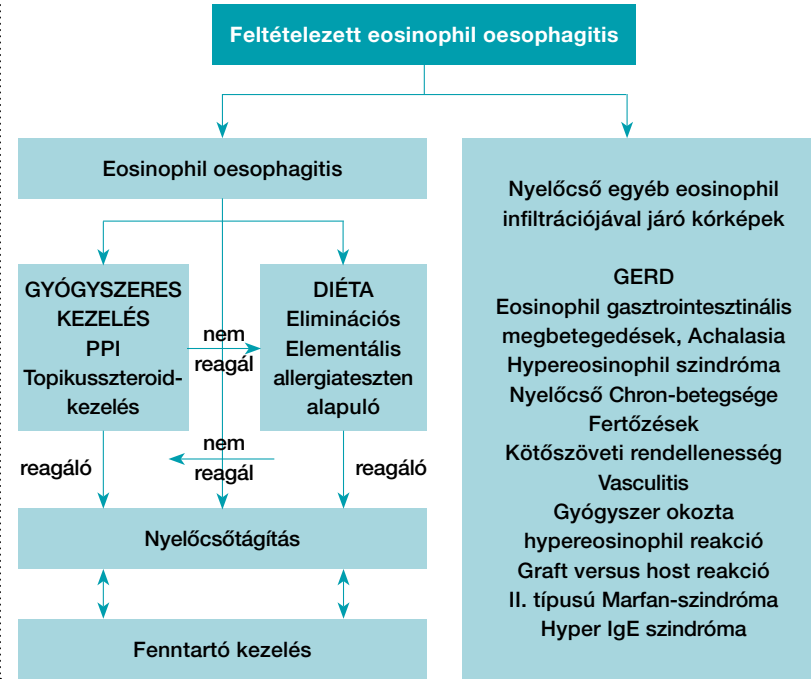 Feltételezett eosinophil oesophagitis
Eosinophil oesophagitis
GYÓGYSZERES
KEZELÉS
PPI
Topikusszteroid-
kezelés
nem
reagál
DIÉTA
Eliminációs
Elementális
allergiateszten
alapuló
nem
reagál
reagáló
reagáló
Nyelőcsőtágítás
Fenntartó kezelés
Nyelőcső egyéb eosinophil
infiltrációjával járó kórképek
GERD
Eosinophil gasztrointesztinális
megbetegedések, Achalasia
Hypereosinophil szindróma
Nyelőcső Chron-betegsége
Fertőzések
Kötőszöveti rendellenesség
Vasculitis
Gyógyszer okozta
hypereosinophil reakció
Graft versus host reakció
II. típusú Marfan-szindróma
Hyper IgE szindróma